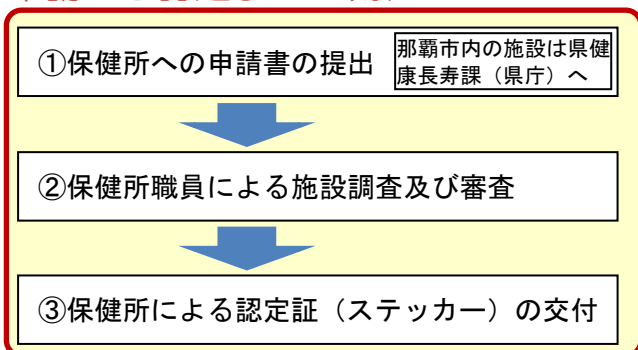 ①保健所への申請書の提出
那覇市内の施設は県健
康長寿課（県庁）へ
②保健所職員による施設調査及び審査
③保健所による認定証（ステッカー）の交付